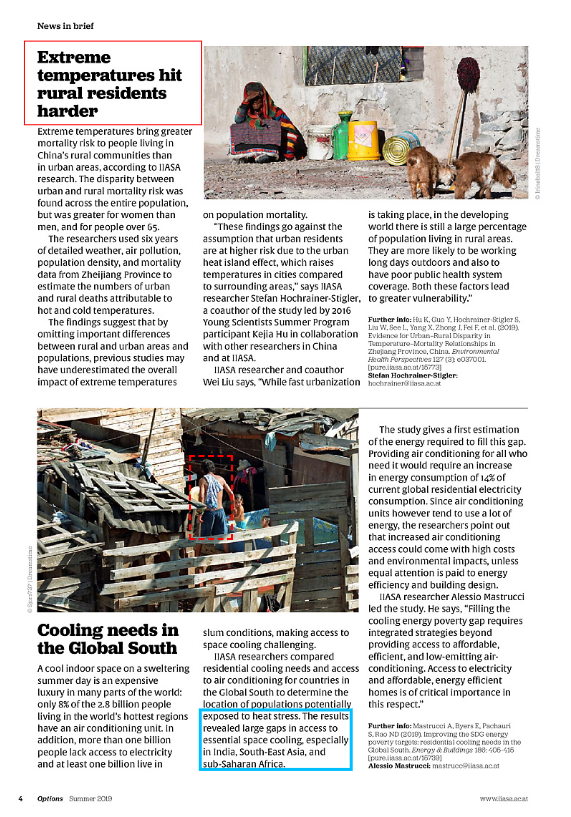 News in brief
Extreme
temperatures hit
rural residents
harder
Extreme temperatures bring greater
mortality risk to people living in
China's rural communities than
in urban areas, according to IIASA
research. The disparity between
urban and rural mortality risk was
found across the entire population,
but was greater for women than
men, and for people over 65.
The researchers used six years
of detailed weather, air pollution,
population density, and mortality
data from Zheijiang Province to
estimate the numbers of urban
and rural deaths attributable to
hot and cold temperatures.
The findings suggest that by
omitting important differences
between rural and urban areas and
populations, previous studies may
have underestimated the overall
impact of extreme temperatures
on population mortality.
"These findings go against the
assumption that urban residents
are at higher risk due to the urban
heat island effect, which raises
temperatures in cities compared
to surrounding areas," says IIASA
researcher Stefan Hochrainer-Stigler,
a coauthor of the study led by 2016
Young Scientists Summer Program
participant Kejia Hu in collaboration
with other researchers in China
and at IIASA.
IIASA researcher and coauthor
Wei Liu says, "While fast urbanization
is taking place, in the developing
world there is still a large percentage
of population living in rural areas.
They are more likely to be working
long days outdoors and also to
have poor public health system
coverage. Both these factors lead
to greater vulnerability."
Further info: Hu K, Guo Y, Hochrainer-Stigler S,
Liu W, See L, Yang X, Zhong J, Fei F, et al. (2019).
Evidence for Urban–Rural Disparity in
Temperature–Mortality Relationships in
Zhejiang Province, China. Environmental
Health Perspectives 127 (3): e037001.
[pure.iiasa.ac.at/15773]
Stefan Hochrainer-Stigler:
hochrainer@iiasa.ac.at
Cooling needs in
the Global South
A cool indoor space on a sweltering
summer day is an expensive
luxury in many parts of the world:
only 8% of the 2.8 billion people
living in the world's hottest regions
have an air conditioning unit. In
addition, more than one billion
people lack access to electricity
and at least one billion live in
slum conditions, making access to
space cooling challenging.
IIASA researchers compared
residential cooling needs and access
to air conditioning for countries in
the Global South to determine the
location of populations potentially
exposed to heat stress. The results
revealed large gaps in access to
essential space cooling, especially
in India, South-East Asia, and
sub-Saharan Africa.
The study gives a first estimation
of the energy required to fill this gap.
Providing air conditioning for all who
need it would require an increase
in energy consumption of 14% of
current global residential electricity
consumption. Since air conditioning
units however tend to use a lot of
energy, the researchers point out
that increased air conditioning
access could come with high costs
and environmental impacts, unless
equal attention is paid to energy
efficiency and building design.
IIASA researcher Alessio Mastrucci
led the study. He says, "Filling the
cooling energy poverty gap requires
integrated strategies beyond
providing access to affordable,
efficient, and low-emitting air-
conditioning. Access to electricity
and affordable, energy efficient
homes is of critical importance in
this respect."
Further info: Mastrucci A, Byers E, Pachauri
S, Rao ND (2019). Improving the SDG energy
poverty targets: residential cooling needs in the
Global South. Energy & Buildings 186: 405-415
[pure.iiasa.ac.at/15739]
Alessio Mastrucci: mastrucc@iiasa.ac.at
4 Options Summer 2019
www.iiasa.ac.at